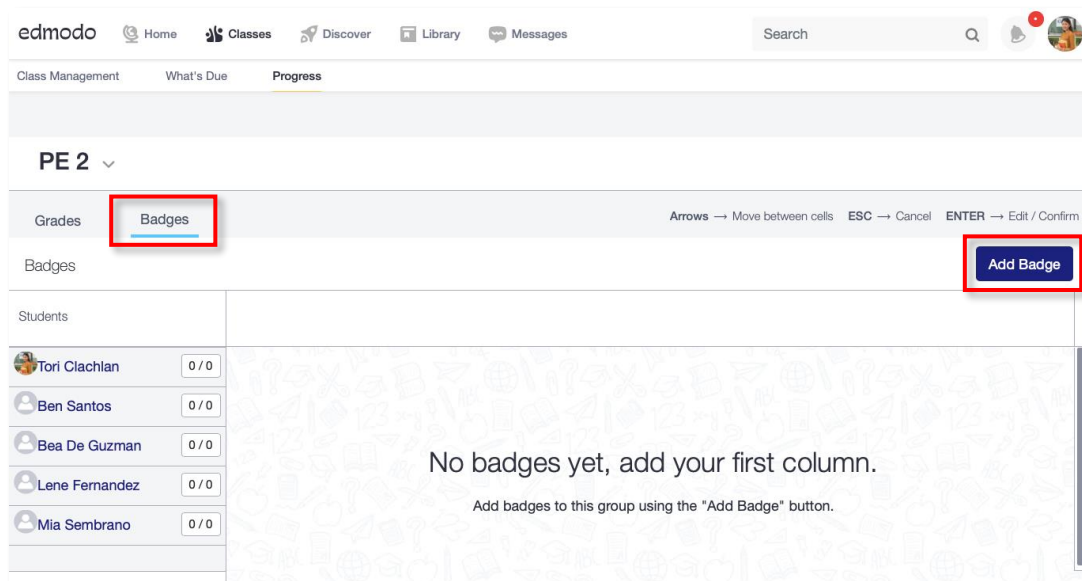 edmodo Home Classes Discover Library Messages Search
Class Management What's Due Progress
PE 2
Grades Badges Arrows → Move between cells ESC → Cancel ENTER → Edit / Confirm
Badges Add Badge
Students
Tori Clachlan 0 / 0
Ben Santos 0 / 0
Bea De Guzman 0 / 0
Lene Fernandez 0 / 0
Mia Sembrano 0 / 0
No badges yet, add your first column.
Add badges to this group using the "Add Badge" button.